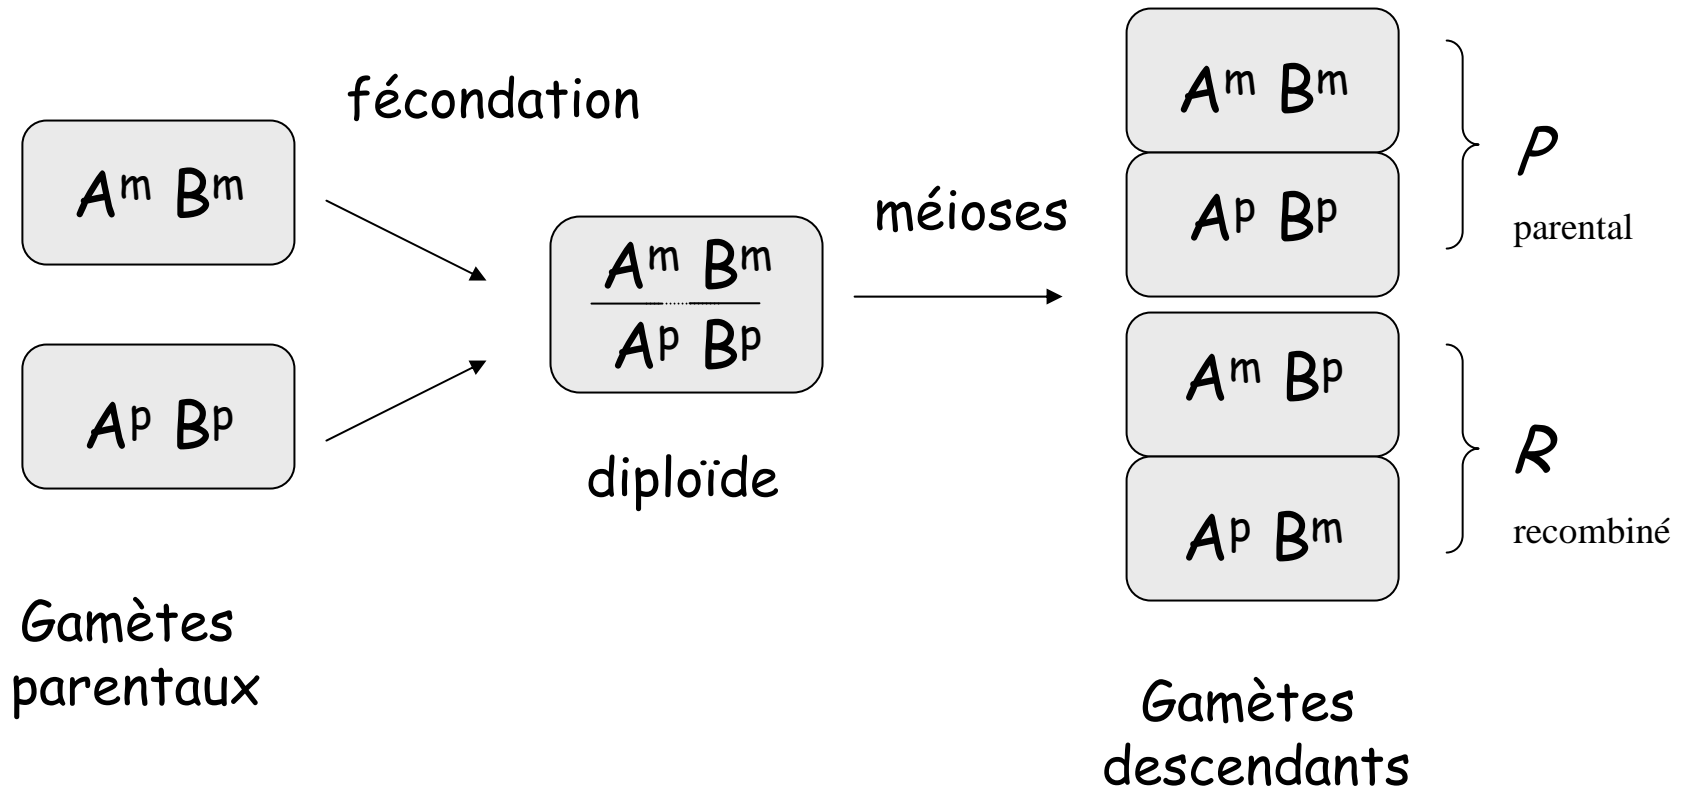 fécondation
Aᵐ Bᵐ
Aᵖ Bᵖ
Gamètes
parentaux
Aᵐ Bᵐ
Aᵖ Bᵖ
diploïde
méioses
Aᵐ Bᵐ
Aᵖ Bᵖ
P
parental
Aᵐ Bᵖ
Aᵖ Bᵐ
R
recombiné
Gamètes
descendants